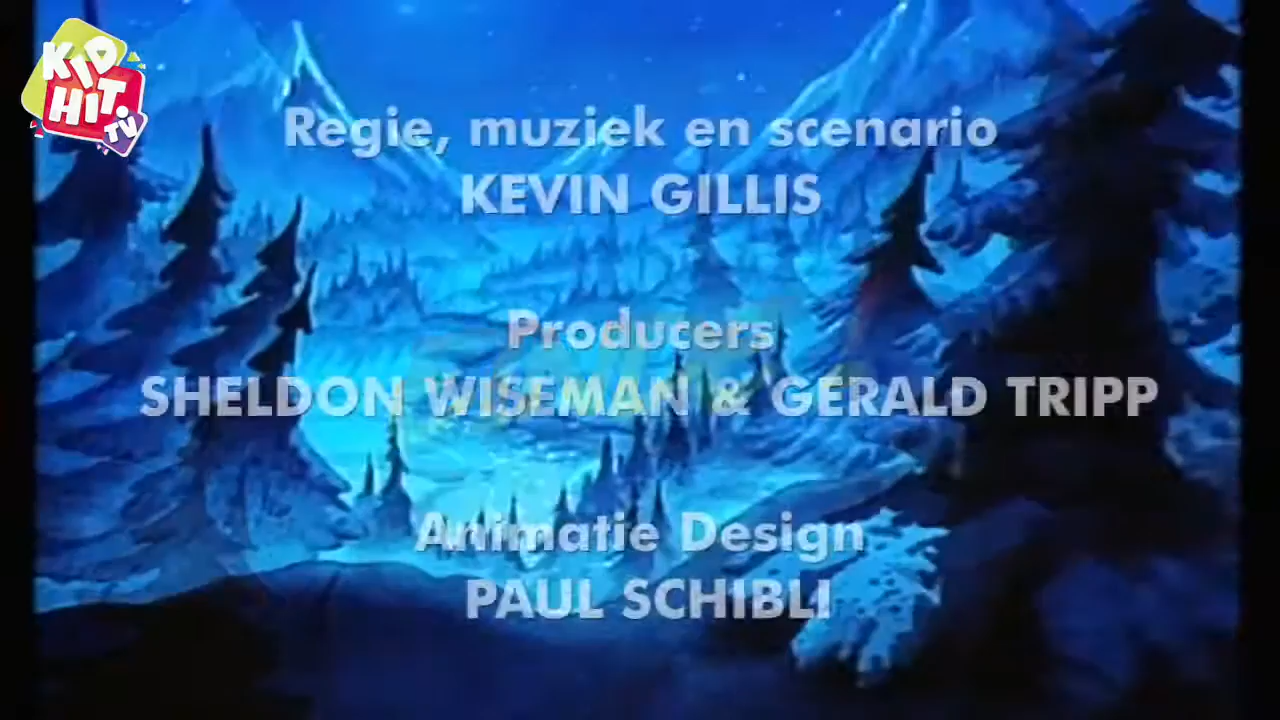 KID
HIT.
TV
Regie, muziek en scenario
KEVIN GILLIS
Producers
SHELDON WISEMAN & GERALD TRIPP
Animatie Design
PAUL SCHIBLI